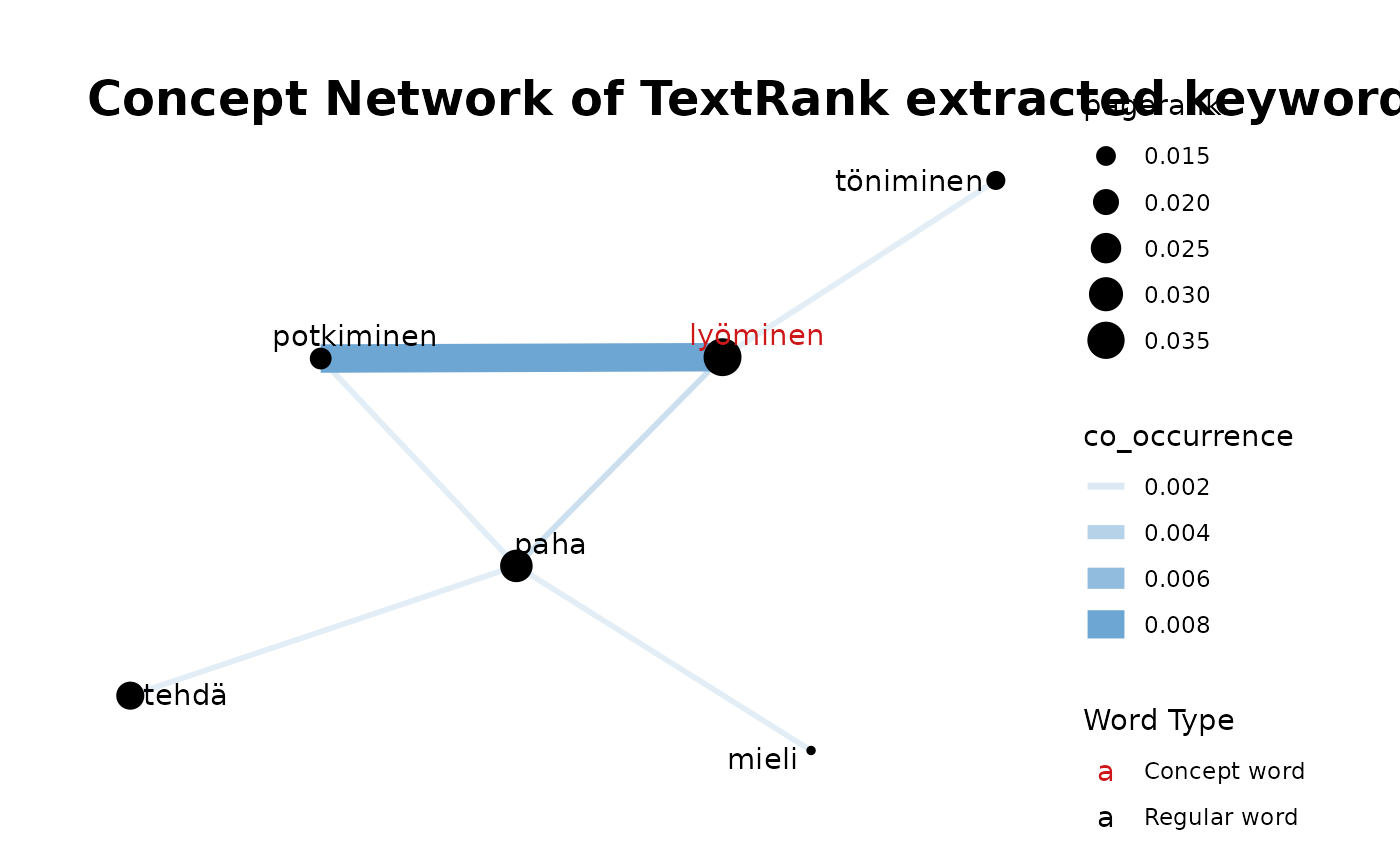 Concept Network of TextRank extracted keyword
pagerank
0.015
0.020
0.025
0.030
0.035
töniminen
potkiminen
lyöminen
paha
tehdä
mieli
co_occurrence
0.002
0.004
0.006
0.008
Word Type
a Concept word
a Regular word